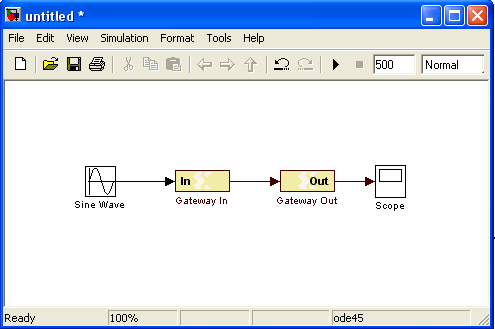 untitled *
File Edit View Simulation Format Tools Help
500 Normal
In Out
Sine Wave Gateway In Gateway Out Scope
Ready 100% ode45